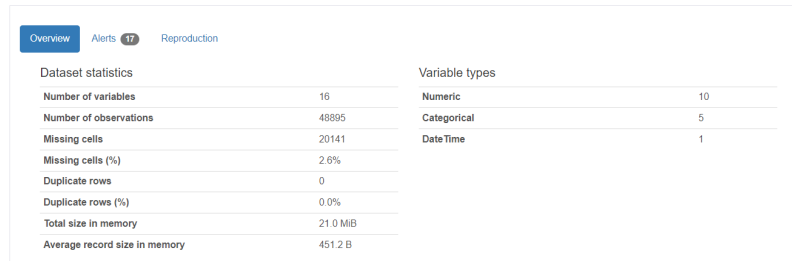 Overview Alerts 17 Reproduction
Dataset statistics
Number of variables 16
Number of observations 48895
Missing cells 20141
Missing cells (%) 2.6%
Duplicate rows 0
Duplicate rows (%) 0.0%
Total size in memory 21.0 MiB
Average record size in memory 451.2 B
Variable types
Numeric 10
Categorical 5
DateTime 1